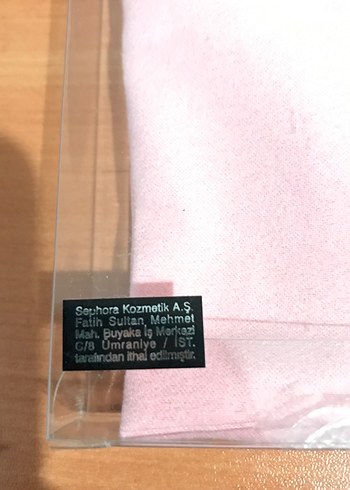 Sephora Kozmetik A.Ş.
Fatih Sultan Mehmet
Mah. Buyaka İş Merkezi
C/8 Ümraniye / İST.
tarafından ithal edilmiştir.